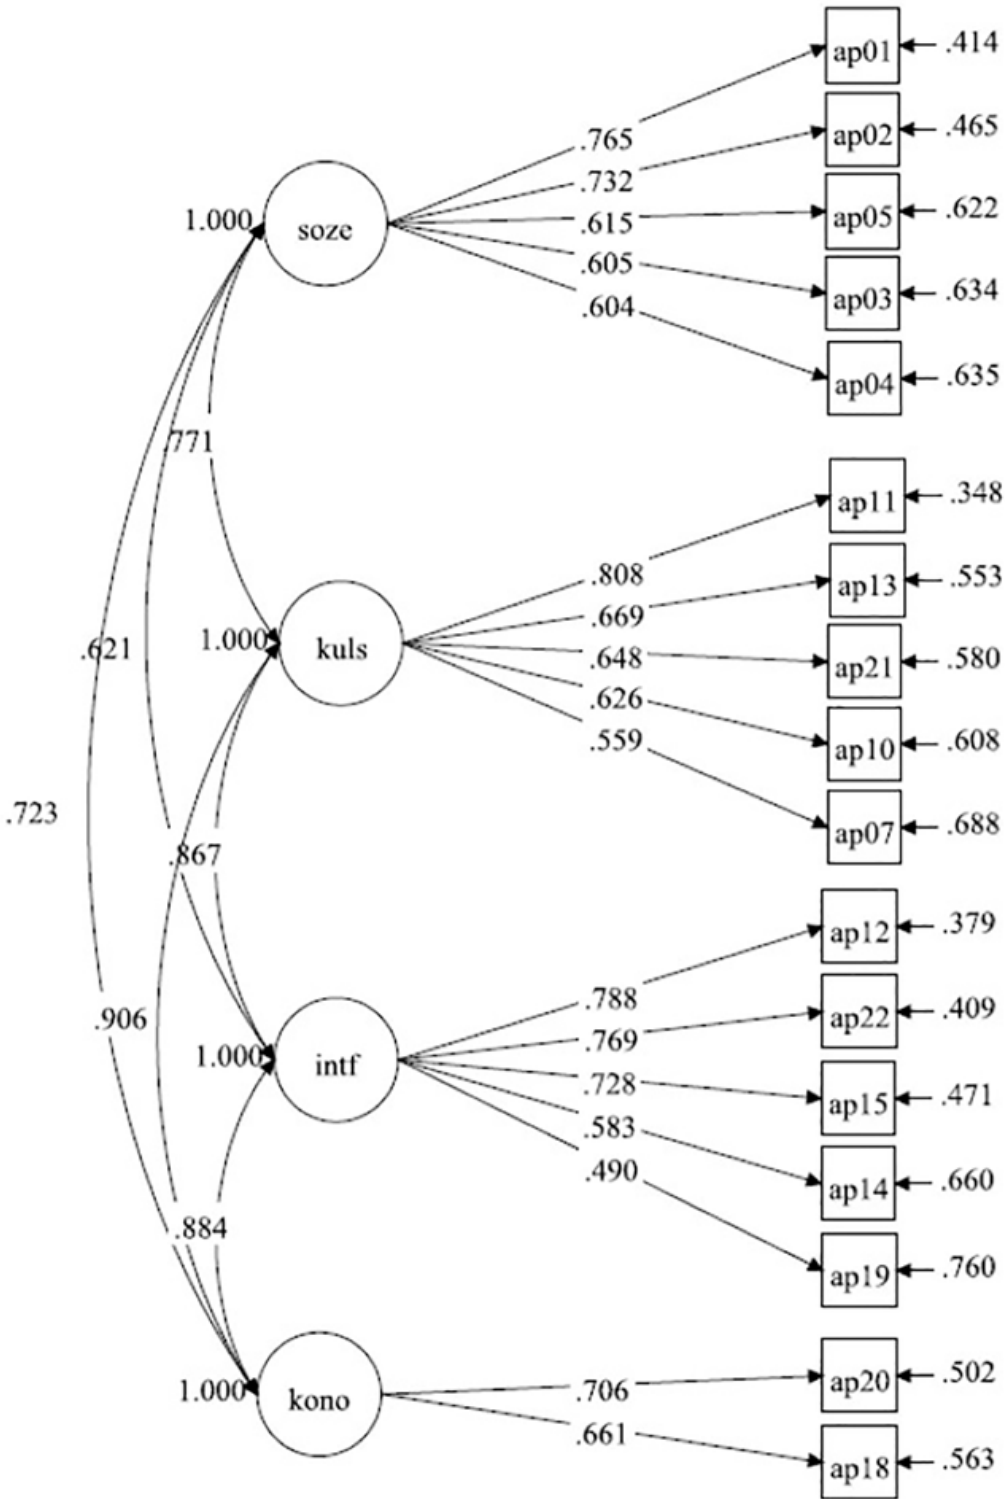 ap01 .414
.765
ap02 .465
.732
1.000 soze .615 ap05 .622
.605
ap03 .634
.604
ap04 .635
.771
ap11 .348
.808
ap13 .553
.669
1.000 kuls .648 ap21 .580
.621
.626
ap10 .608
.559
.723
ap07 .688
.867
ap12 .379
.788
ap22 .409
.906
.769
1.000 intf .728 ap15 .471
.583
ap14 .660
.490
.884
ap19 .760
ap20 .502
1.000 kono .706
.661
ap18 .563